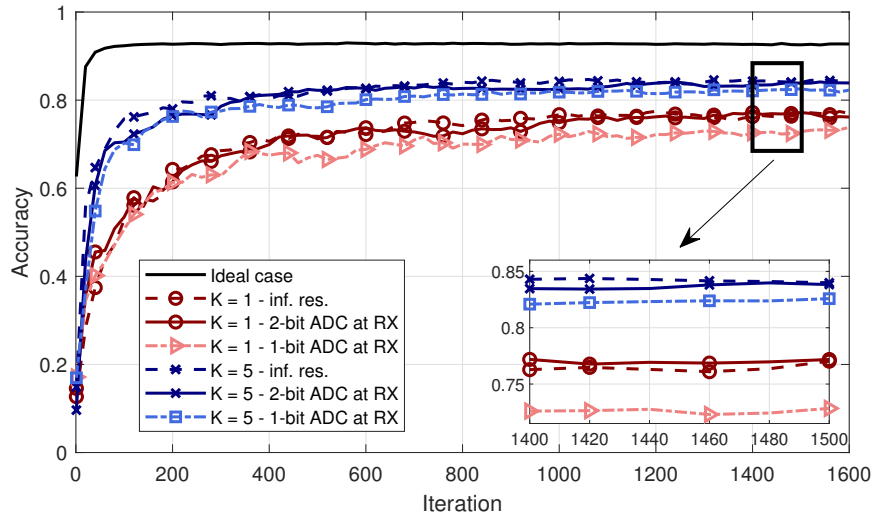 1
0.8
0.6
0.4
0.2
0
Accuracy
Ideal case
K = 1 - inf. res.
K = 1 - 2-bit ADC at RX
K = 1 - 1-bit ADC at RX
K = 5 - inf. res.
K = 5 - 2-bit ADC at RX
K = 5 - 1-bit ADC at RX
0.85
0.8
0.75
1400 1420 1440 1460 1480 1500
0 200 400 600 800 1000 1200 1400 1600
Iteration